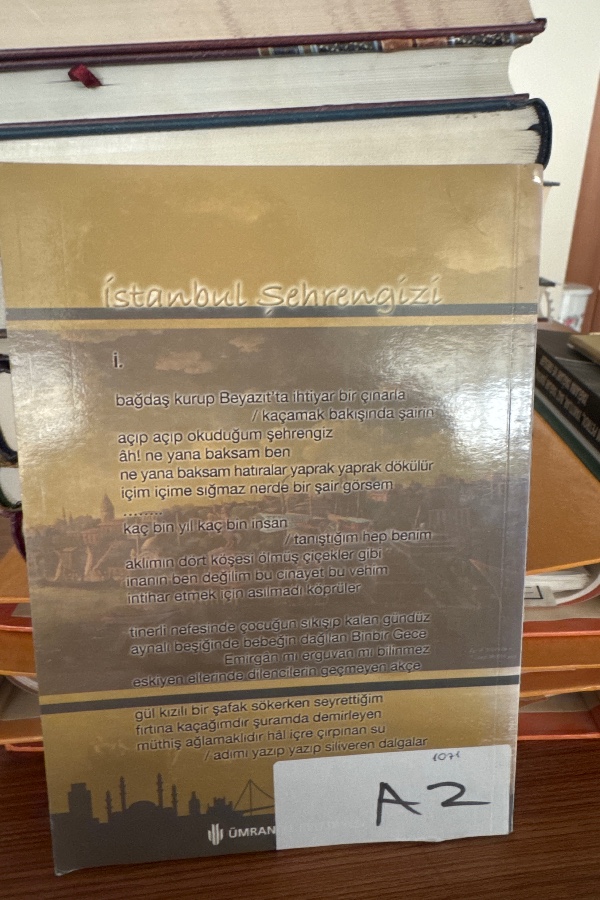 istanbul Şehrengizi
i.
bağdaş kurup Beyazıt'ta ihtiyar bir çınarla
/ kaçamak bakışında şairin
açıp açıp okuduğum şehrengiz
âh! ne yana baksam ben
ne yana baksam hatıralar yaprak yaprak dökülür
içim içime sığmaz nerde bir şair görsem
........
kaç bin yıl kaç bin insan
/ tanıştığım hep benim
aklımın dört köşesi ölmüş çiçekler gibi
inanın ben değilim bu cinayet bu vehim
intihar etmek için asılmadı köprüler
tinerli nefesinde çocuğun sıkışıp kalan gündüz
aynalı beşiğinde bebeğin dağılan Binbir Gece
Emirgan mı erguvan mı bilinmez
eskiyen ellerinde dilencilerin geçmeyen akçe
gül kızılı bir şafak sökerken seyrettiğim
fırtına kaçağımdır şuramda demirleyen
müthiş ağlamaklıdır hâl içre çırpınan su
/ adımı yazıp yazıp siliveren dalgalar
1071
A2
ÜMRAN